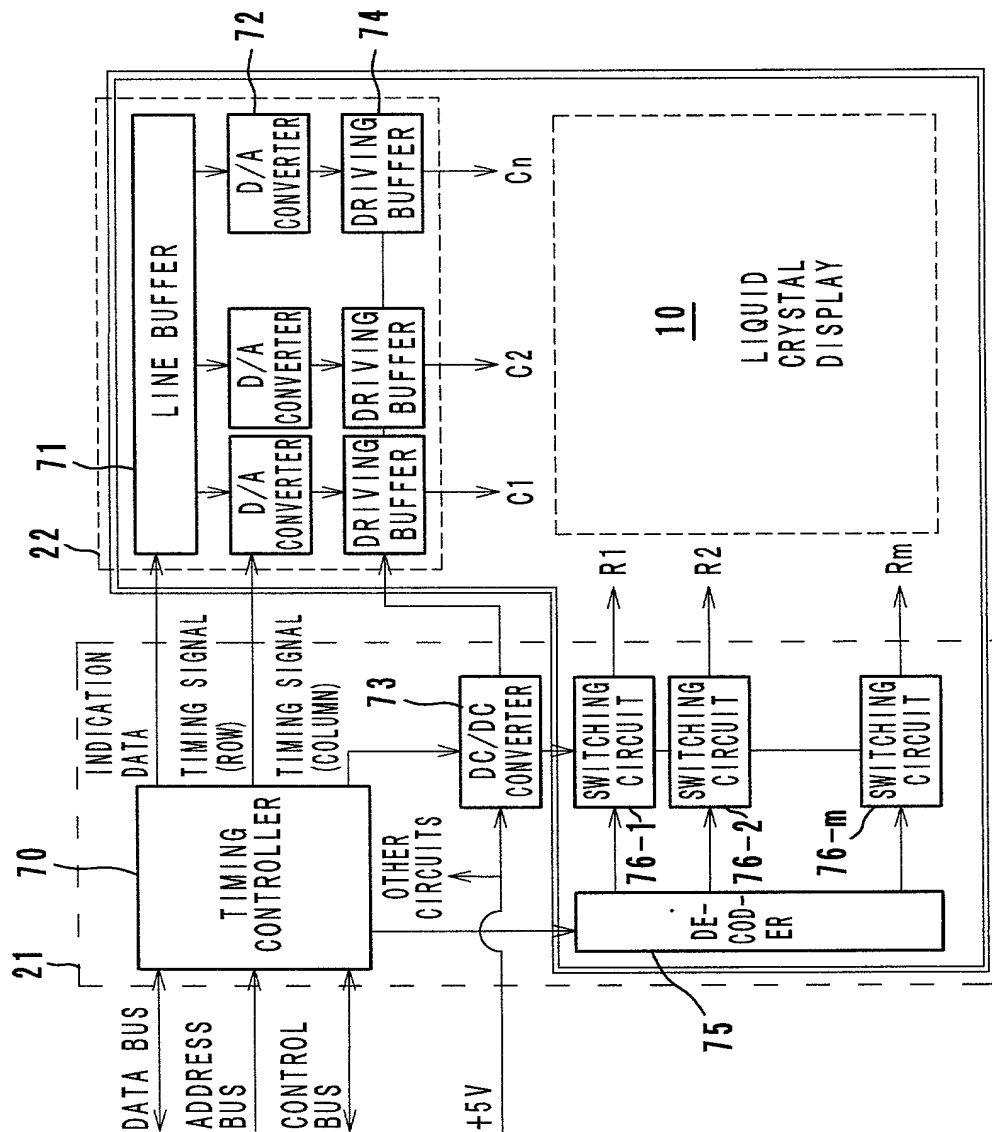 22
71
LINE BUFFER
72
D/A
CONVERTER
D/A
CONVERTER
D/A
CONVERTER
74
DRIVING
BUFFER
DRIVING
BUFFER
DRIVING
BUFFER
C1
C2
Cn
21
70
TIMING
CONTROLLER
DATA BUS
ADDRESS
BUS
CONTROL
BUS
+5V
INDICATION
DATA
TIMING SIGNAL
(ROW)
TIMING SIGNAL
(COLUMN)
OTHER
CIRCUITS
73
DC/DC
CONVERTER
SWITCHING
CIRCUIT
76-1
R1
SWITCHING
CIRCUIT
76-2
R2
SWITCHING
CIRCUIT
76-m
Rm
DE-
COD-
ER
75
10
LIQUID
CRYSTAL
DISPLAY